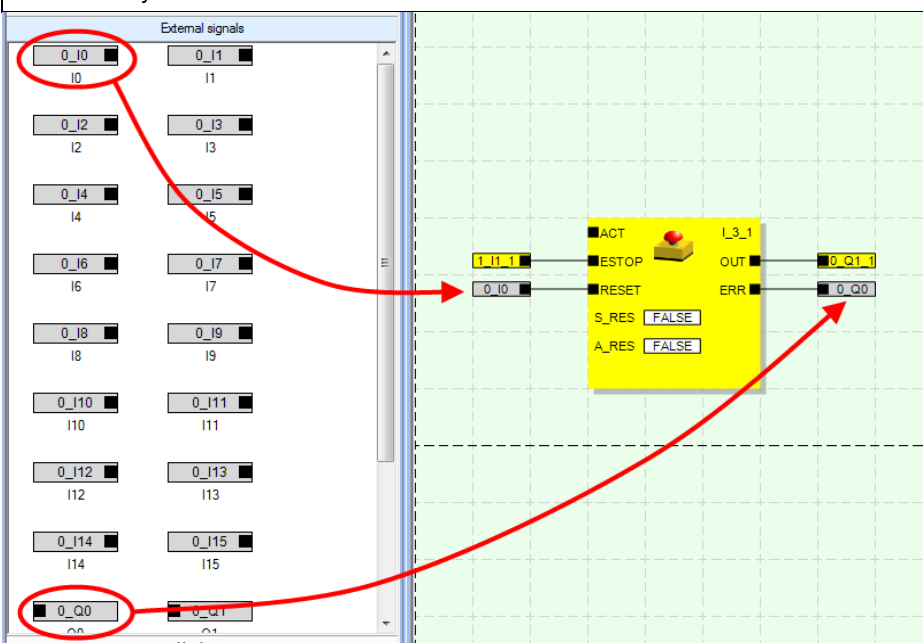 External signals
0_I0
0_I1
I0
I1
0_I2
0_I3
I2
I3
0_I4
0_I5
I4
I5
0_I6
0_I7
I6
I7
0_I8
0_I9
I8
I9
0_I10
0_I11
I10
I11
0_I12
0_I13
I12
I13
0_I14
0_I15
I14
I15
0_Q0
0_Q1
ACT
I_3_1
1_I1_1
ESTOP
OUT
0_Q1_1
0_I0
RESET
ERR
0_Q0
S_RES
FALSE
A_RES
FALSE